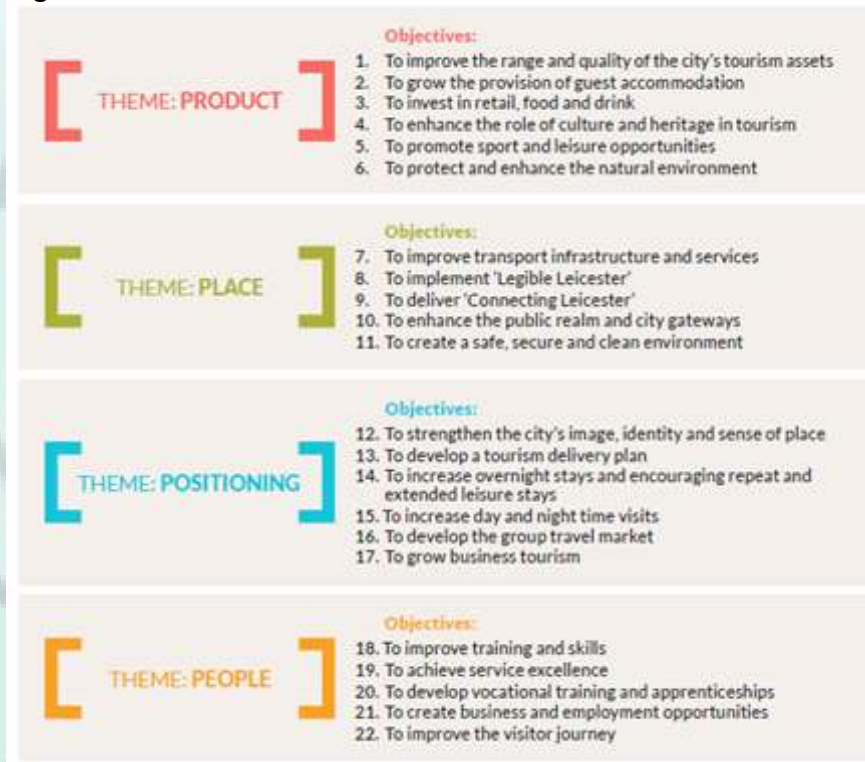 Objectives:
THEME: PRODUCT
1. To improve the range and quality of the city's tourism assets
2. To grow the provision of guest accommodation
3. To invest in retail, food and drink
4. To enhance the role of culture and heritage in tourism
5. To promote sport and leisure opportunities
6. To protect and enhance the natural environment
Objectives:
THEME: PLACE
7. To improve transport infrastructure and services
8. To implement 'Legible Leicester'
9. To deliver 'Connecting Leicester'
10. To enhance the public realm and city gateways
11. To create a safe, secure and clean environment
Objectives:
THEME: POSITIONING
12. To strengthen the city's image, identity and sense of place
13. To develop a tourism delivery plan
14. To increase overnight stays and encouraging repeat and
extended leisure stays
15. To increase day and night time visits
16. To develop the group travel market
17. To grow business tourism
Objectives:
THEME: PEOPLE
18. To improve training and skills
19. To achieve service excellence
20. To develop vocational training and apprenticeships
21. To create business and employment opportunities
22. To improve the visitor journey